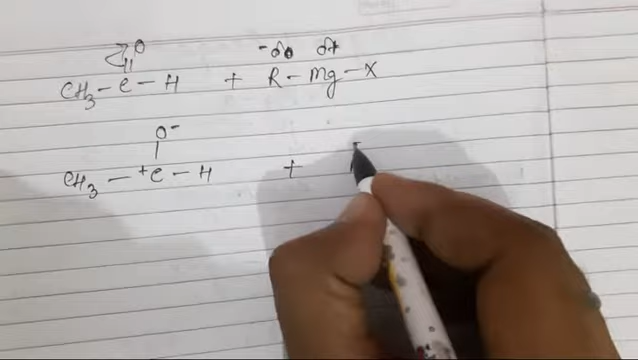 O -δ δ+
||
CH₃ - C - H + R - Mg - X
O⁻
|
CH₃ - ⁺C - H +